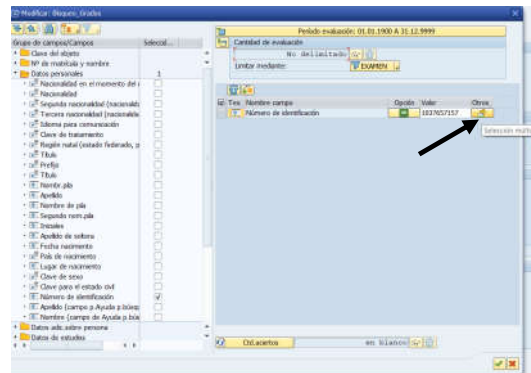 Modificar: Bloqueo_Grados
Grupo de campos/Campos Seleccí...
Clave del objeto
Nº de matrícula y nombre
Datos personales 1
Nacionalidad en el momento del
Nacionalidad
Segunda nacionalidad (nacionalid
Tercera nacionalidad (nacionalida
Idioma para comunicación
Clave de tratamiento
Región natal (estado federado, p
Título
Prefijo
Título
Nombr.pila
Apellido
Nombre de pila
Segundo nom.pila
Iniciales
Apellido de soltera
Fecha nacimiento
País de nacimiento
Lugar de nacimiento
Clave de sexo
Clave para el estado civil
Número de identificación
Apellido (campo p.Ayuda p.búsq
Nombre (campo de Ayuda p.bús
Datos adic.sobre persona
Datos de estudios
Período evaluación: 01.01.1900 A 31.12.9999
Cantidad de evaluación
No delimitado
Limitar mediante: EXAMEN
Tex Nombre campo Opción Valor Otros
Número de identificación 1037657157
Selección múlti
Ctd.aciertos en blanco